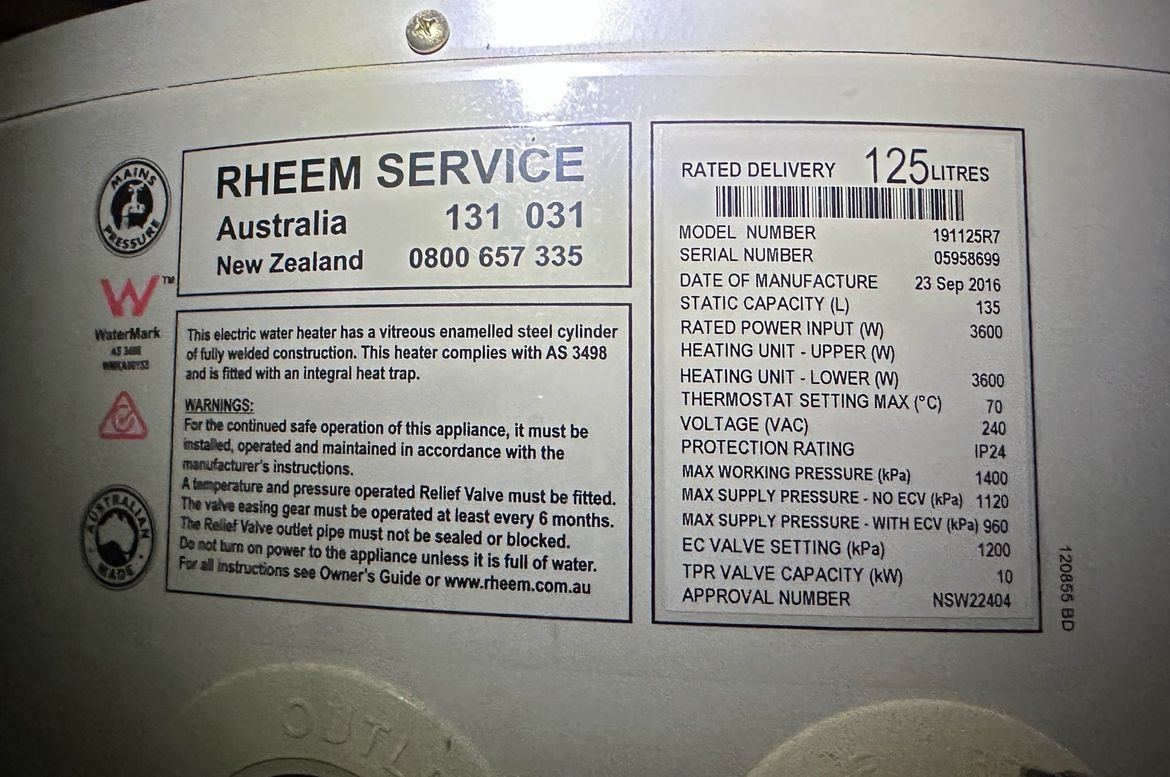 MAINS
PRESSURE
W™
WaterMark
AS 3498
AUSTRALIAN
MADE
RHEEM SERVICE
Australia 131 031
New Zealand 0800 657 335
This electric water heater has a vitreous enamelled steel cylinder
of fully welded construction. This heater complies with AS 3498
and is fitted with an integral heat trap.
WARNINGS:
For the continued safe operation of this appliance, it must be
installed, operated and maintained in accordance with the
manufacturer's instructions.
A temperature and pressure operated Relief Valve must be fitted.
The valve easing gear must be operated at least every 6 months.
The Relief Valve outlet pipe must not be sealed or blocked.
Do not turn on power to the appliance unless it is full of water.
For all instructions see Owner's Guide or www.rheem.com.au
RATED DELIVERY 125 LITRES
MODEL NUMBER 191125R7
SERIAL NUMBER 05958699
DATE OF MANUFACTURE 23 Sep 2016
STATIC CAPACITY (L) 135
RATED POWER INPUT (W) 3600
HEATING UNIT - UPPER (W)
HEATING UNIT - LOWER (W) 3600
THERMOSTAT SETTING MAX (°C) 70
VOLTAGE (VAC) 240
PROTECTION RATING IP24
MAX WORKING PRESSURE (kPa) 1400
MAX SUPPLY PRESSURE - NO ECV (kPa) 1120
MAX SUPPLY PRESSURE - WITH ECV (kPa) 960
EC VALVE SETTING (kPa) 1200
TPR VALVE CAPACITY (kW) 10
APPROVAL NUMBER NSW22404
120855 BD